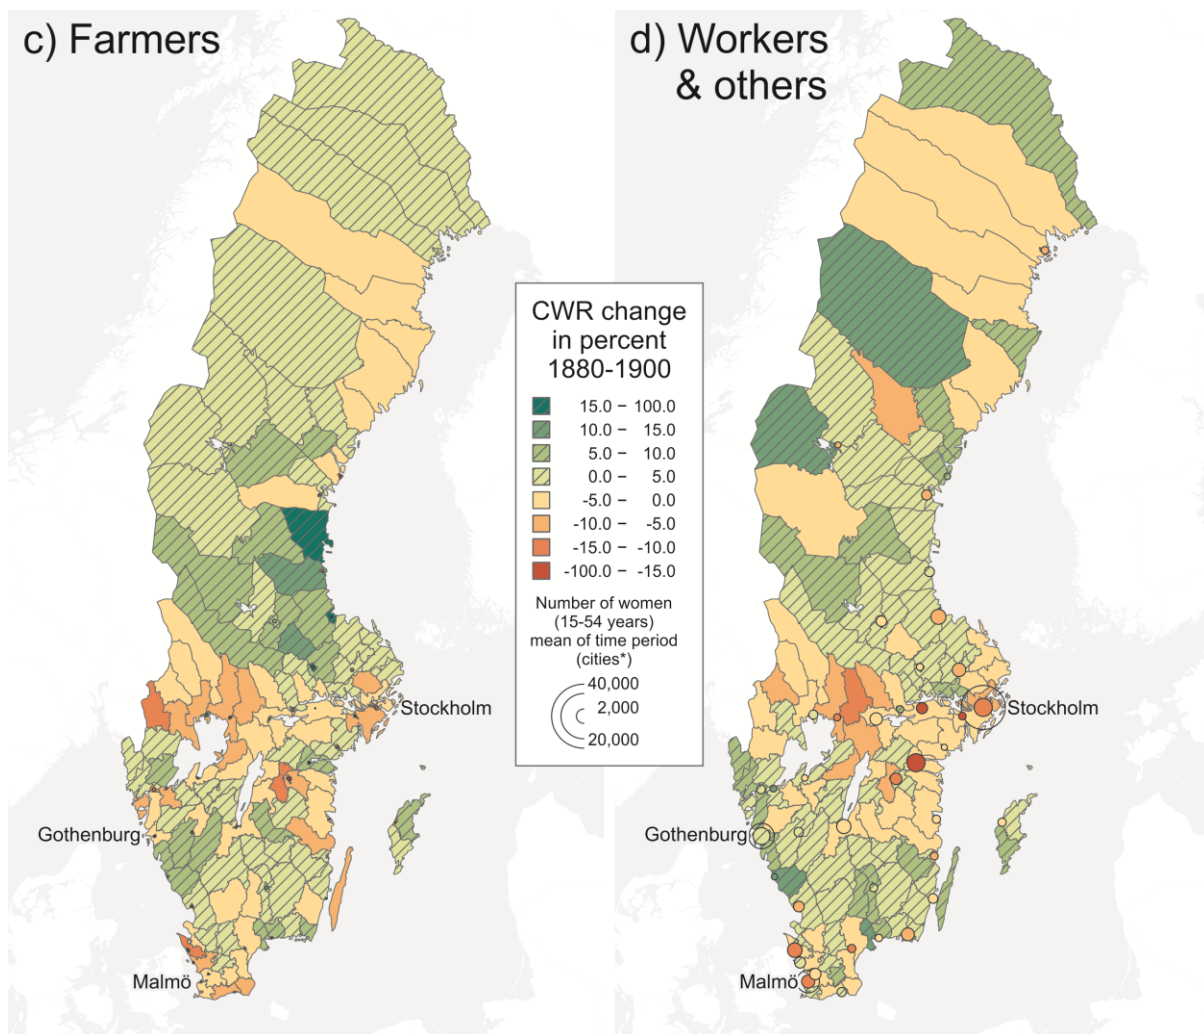 c) Farmers
d) Workers
& others
CWR change
in percent
1880-1900
15.0 – 100.0
10.0 – 15.0
5.0 – 10.0
0.0 – 5.0
-5.0 – 0.0
-10.0 – -5.0
-15.0 – -10.0
-100.0 – -15.0
Number of women
(15-54 years)
mean of time period
(cities*)
40,000
2,000
20,000
Stockholm
Gothenburg
Malmö
Stockholm
Gothenburg
Malmö